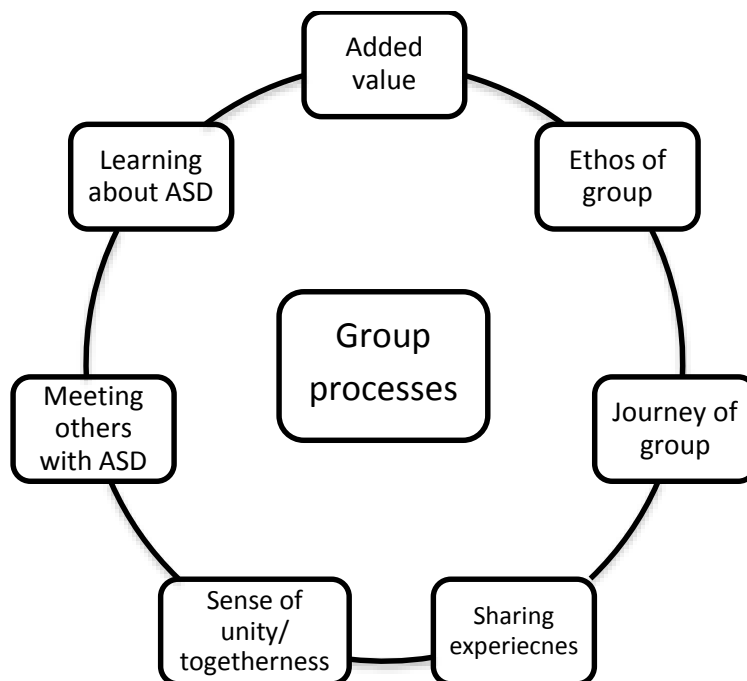 Added
value
Ethos of
group
Journey of
group
Sharing
experiecnes
Sense of
unity/
togetherness
Meeting
others
with ASD
Learning
about ASD
Group
processes